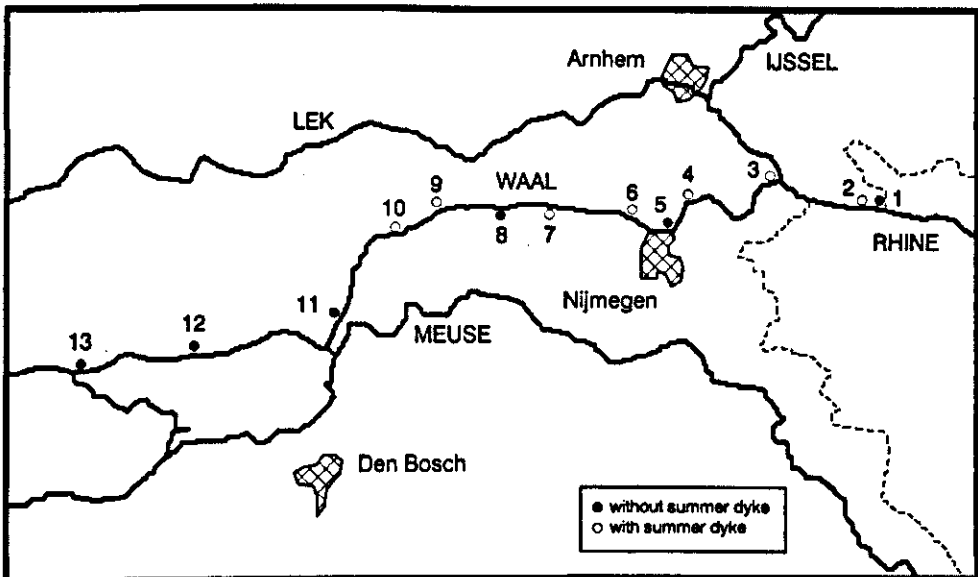 Arnhem
IJSSEL
LEK
3
9
WAAL
4
2
1
6
5
10
8
7
RHINE
Nijmegen
11
MEUSE
12
13
Den Bosch
without summer dyke
with summer dyke